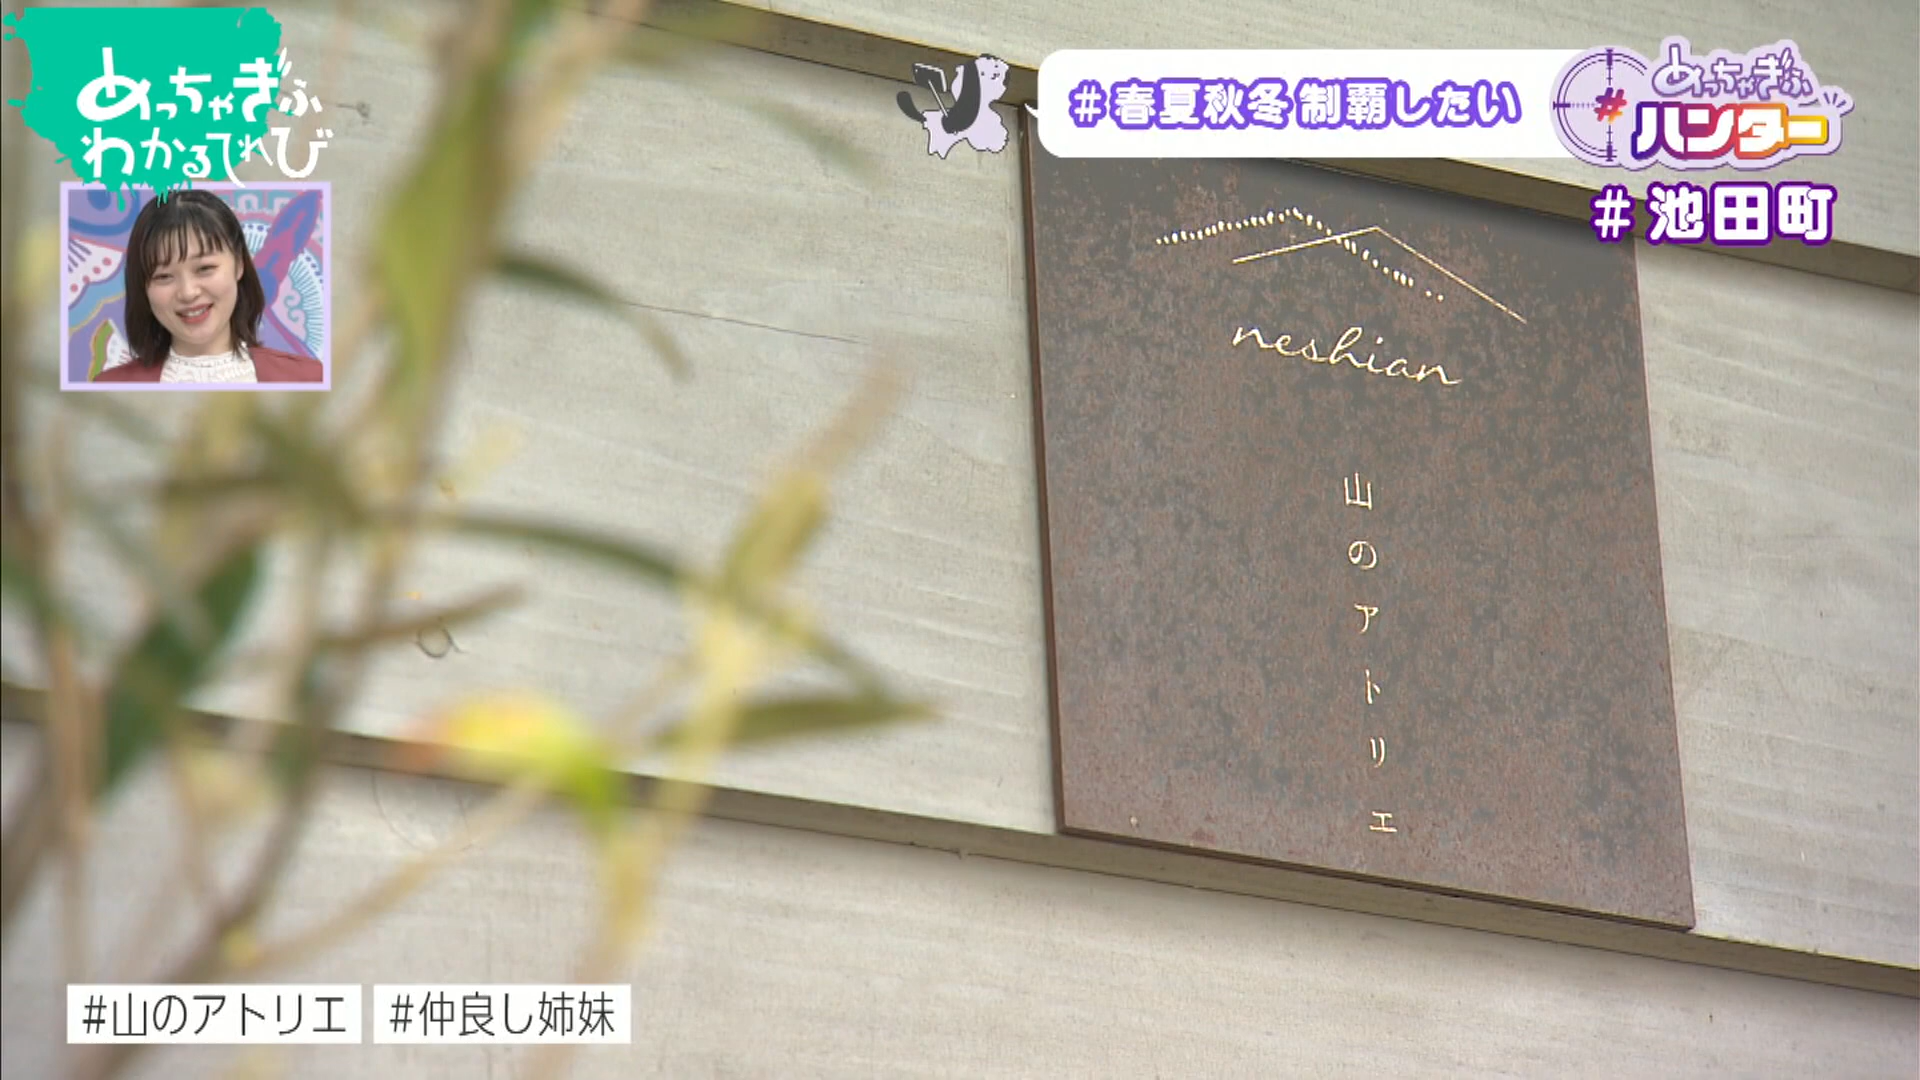 めっちゃぎふ
わかるてれび
#春夏秋冬 制覇したい
めっちゃぎふ
#ハンター
#池田町
neshian
山のアトリエ
#山のアトリエ #仲良し姉妹